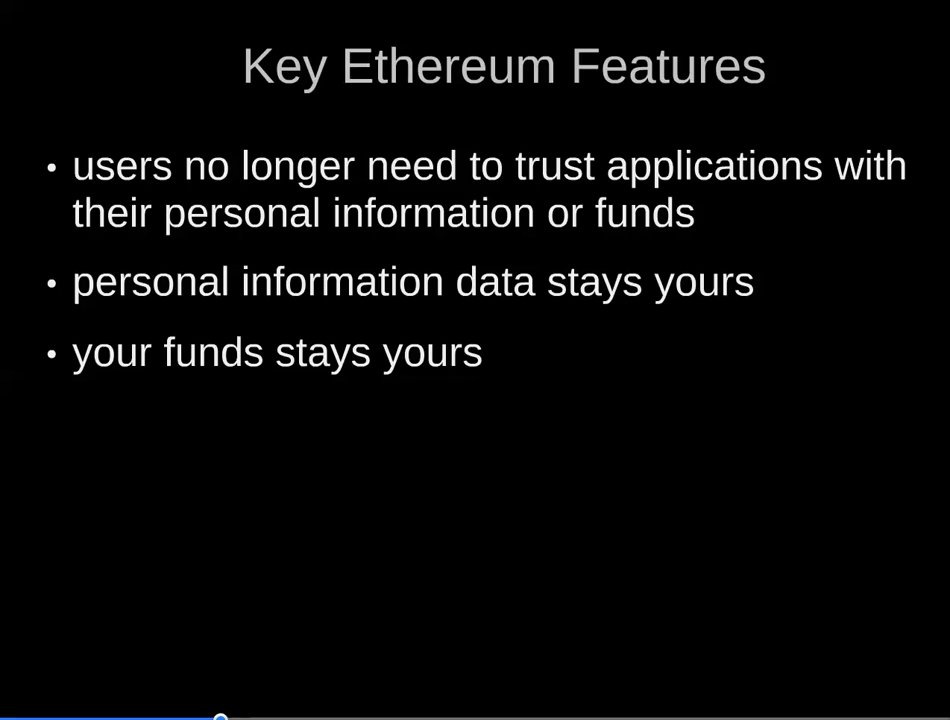 Key Ethereum Features
• users no longer need to trust applications with
their personal information or funds
• personal information data stays yours
• your funds stays yours